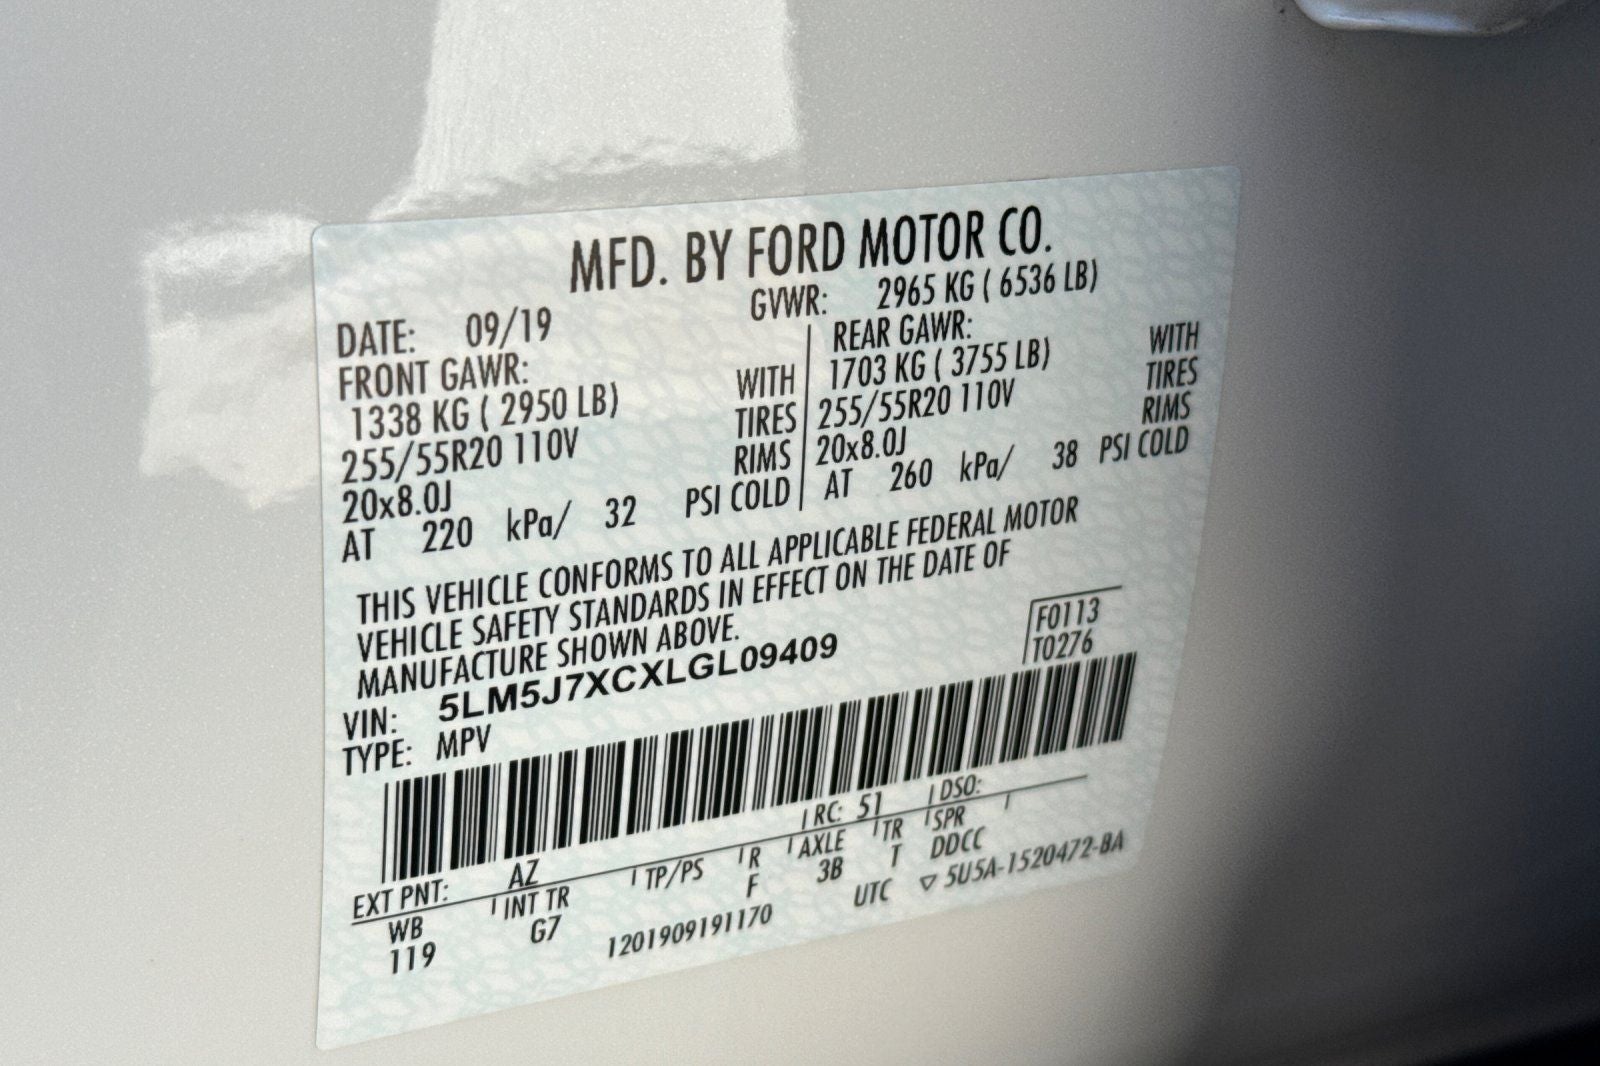 MFD. BY FORD MOTOR CO.
DATE: 09/19 GVWR: 2965 KG ( 6536 LB)
FRONT GAWR: REAR GAWR:
1338 KG ( 2950 LB) WITH 1703 KG ( 3755 LB) WITH
255/55R20 110V TIRES 255/55R20 110V TIRES
20x8.0J RIMS 20x8.0J RIMS
AT 220 kPa/ 32 PSI COLD AT 260 kPa/ 38 PSI COLD
THIS VEHICLE CONFORMS TO ALL APPLICABLE FEDERAL MOTOR
VEHICLE SAFETY STANDARDS IN EFFECT ON THE DATE OF
MANUFACTURE SHOWN ABOVE.
VIN: 5LM5J7XCXLGL09409 F0113
TYPE: MPV T0276
EXT PNT: AZ RC: 51 DSO:
WB INT TR TP/PS R AXLE TR SPR
119 G7 F 3B T DDCC
1201909191170 UTC ▽ 5U5A-1520472-BA